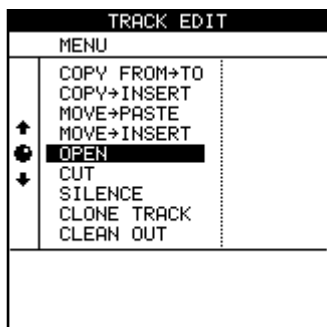 TRACK EDIT
MENU
COPY FROM→TO
COPY→INSERT
MOVE→PASTE
MOVE→INSERT
OPEN
CUT
SILENCE
CLONE TRACK
CLEAN OUT